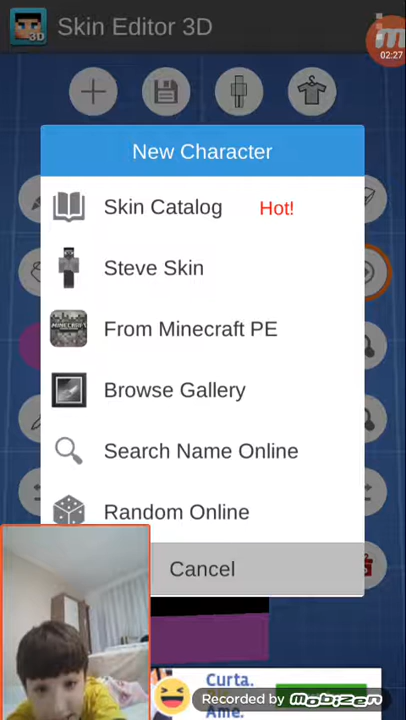 Skin Editor 3D
02:27
New Character
Skin Catalog Hot!
Steve Skin
From Minecraft PE
Browse Gallery
Search Name Online
Random Online
Cancel
Curta.
Recorded by Mobizen
Ame.